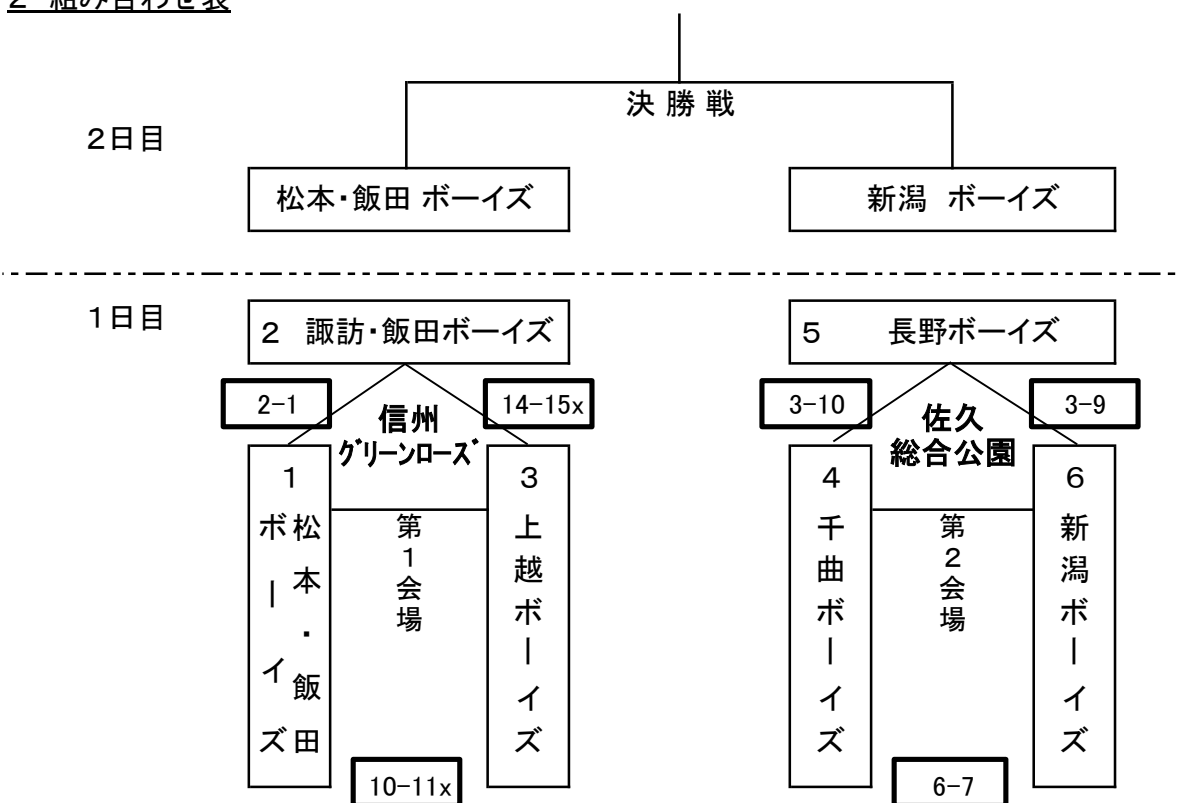 2 組み合わせ表
決勝戦
2日目
松本・飯田 ボーイズ
新潟 ボーイズ
1日目
2 諏訪・飯田ボーイズ
5 長野ボーイズ
2-1
14-15x
3-10
3-9
信州
グリーンローズ
佐久
総合公園
1
松本・飯田
ボーイズ
第1会場
3
上越ボーイズ
4
千曲ボーイズ
第2会場
6
新潟ボーイズ
10-11x
6-7